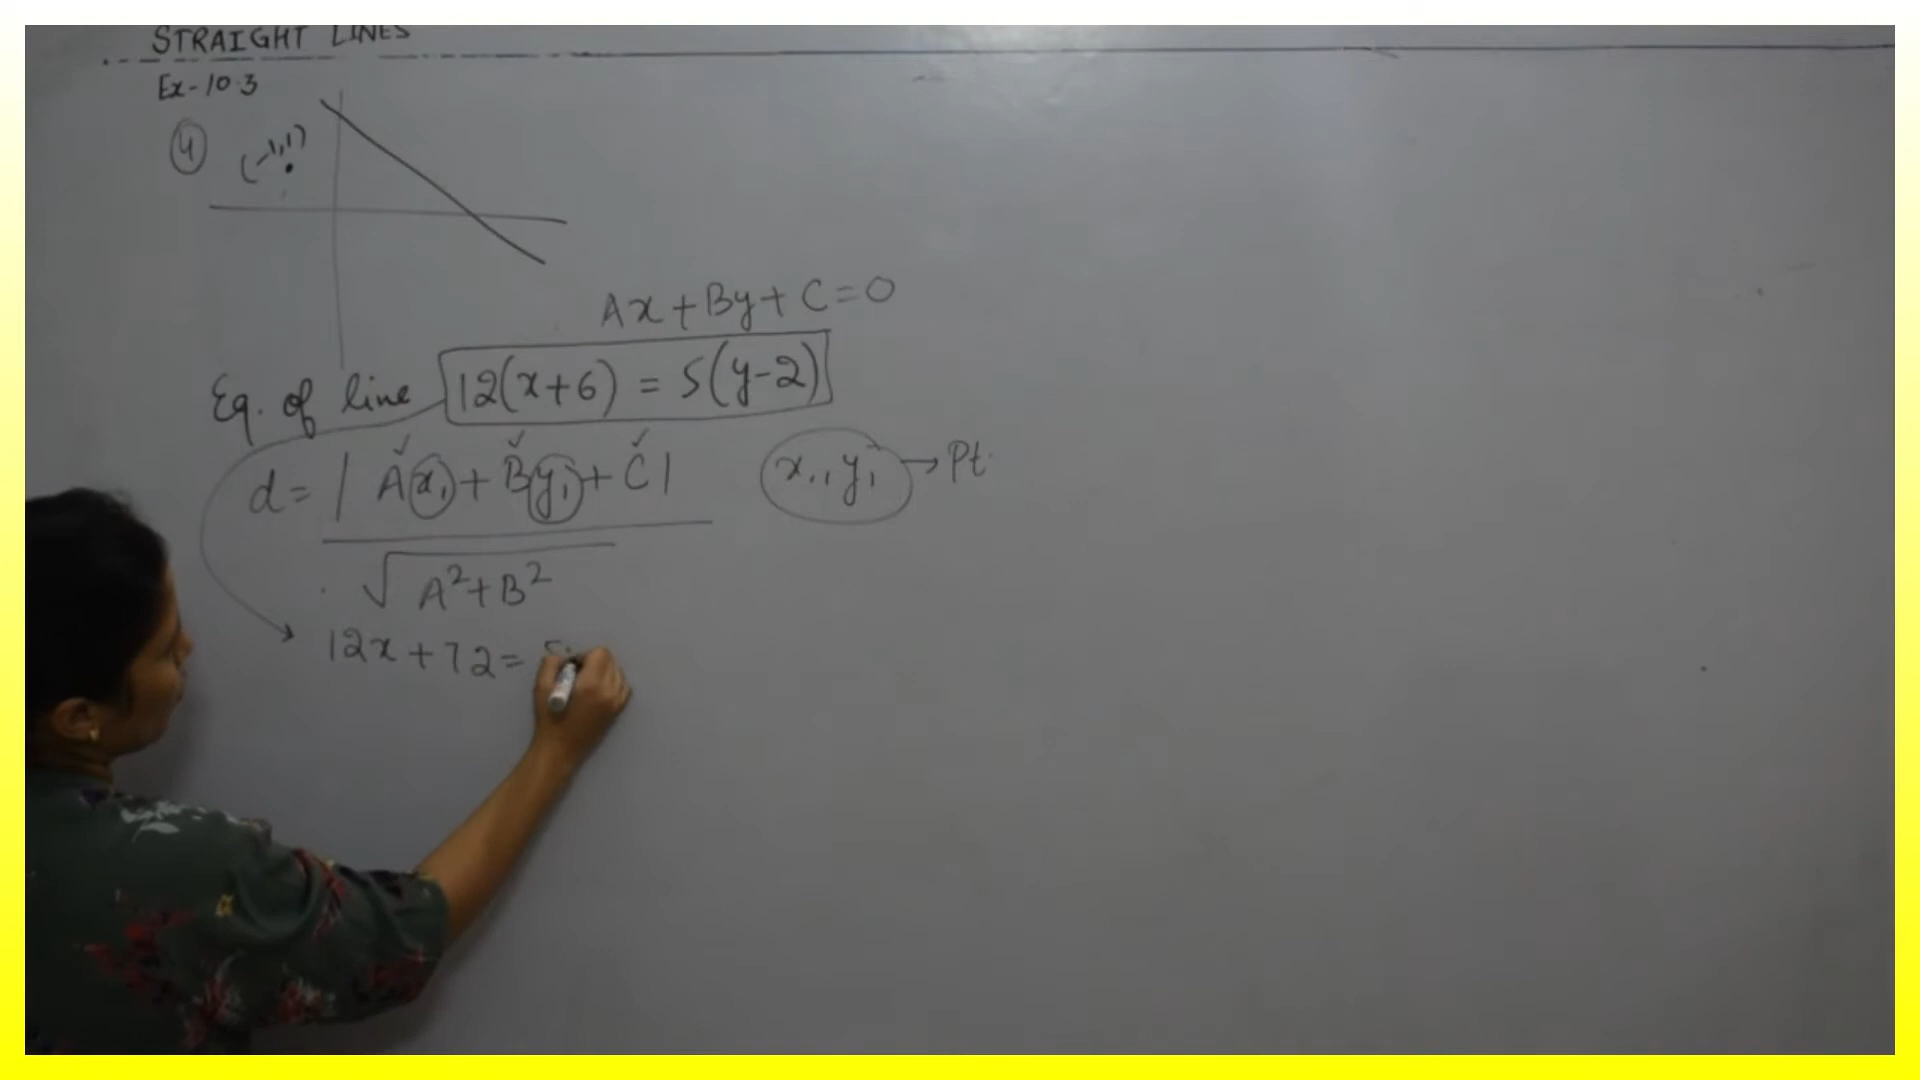 STRAIGHT LINES
Ex-10.3
4 (-1,1)
Ax+By+C=0
Eq. of line 12(x+6) = 5(y-2)
d = | Ax₁ + By₁ + C | x₁, y₁ → Pt.
√A²+B²
12x+72=